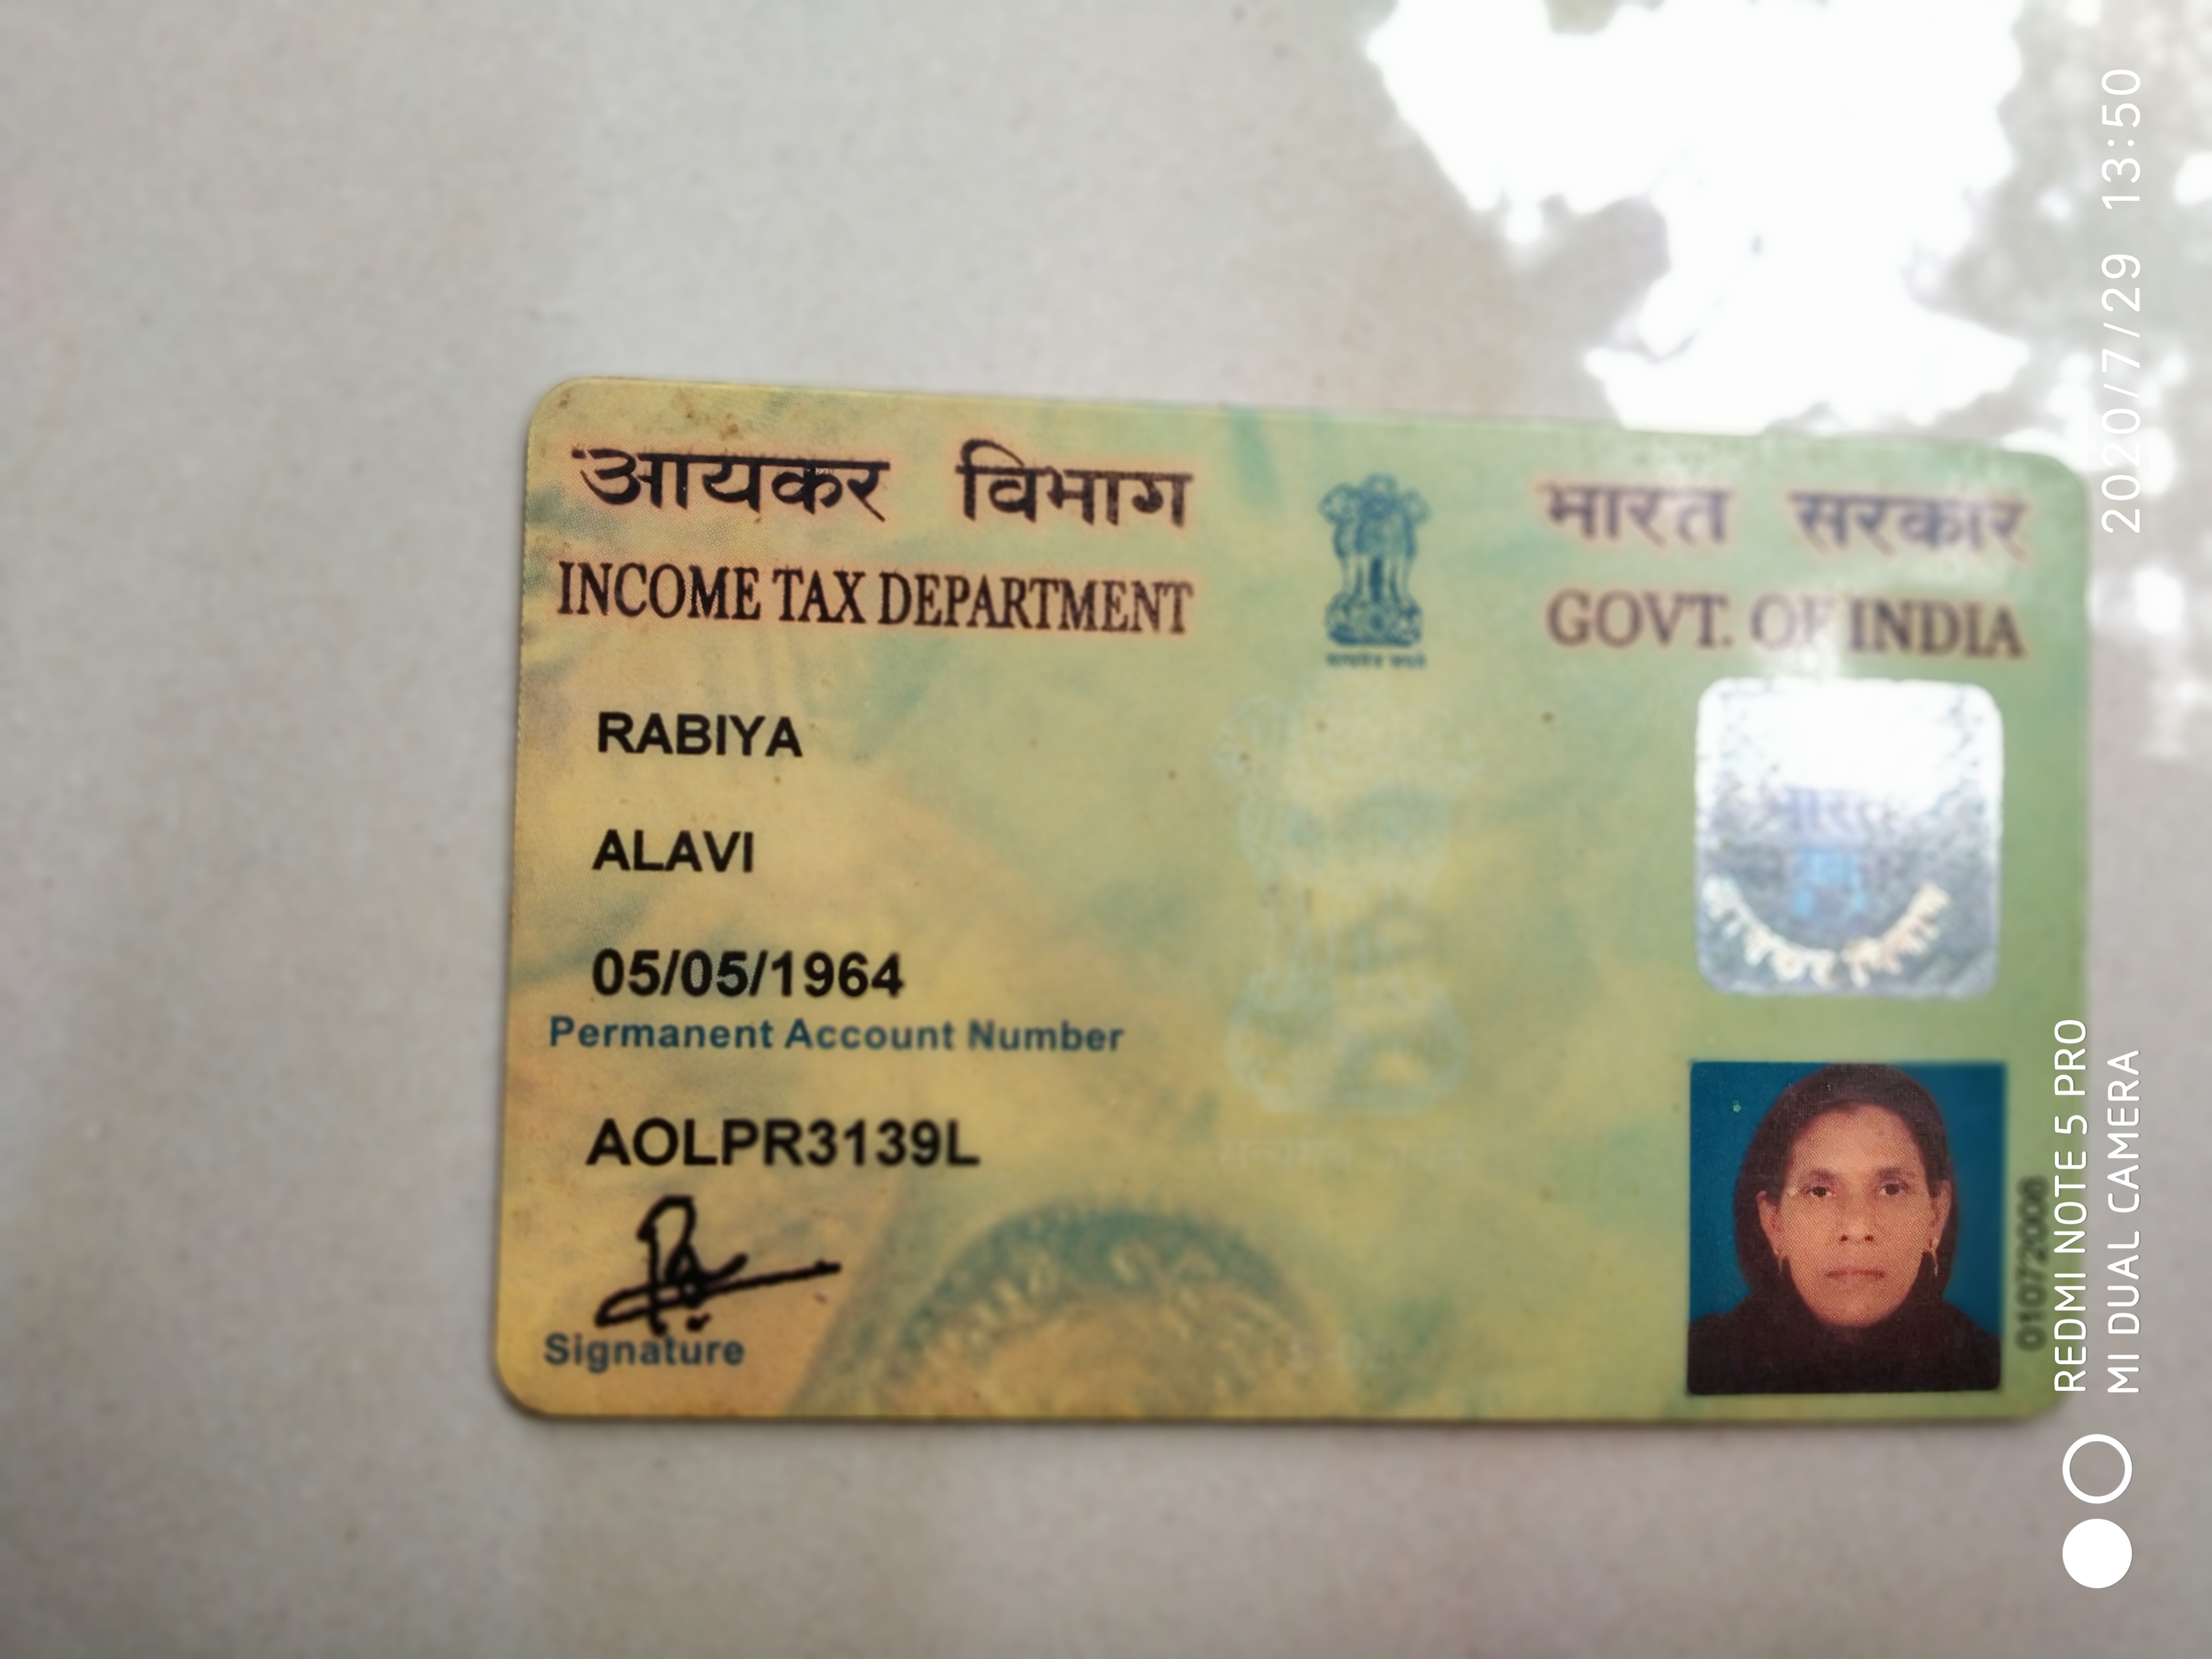 आयकर विभाग
INCOME TAX DEPARTMENT
भारत सरकार
GOVT. OF INDIA
RABIYA
ALAVI
05/05/1964
Permanent Account Number
AOLPR3139L
Signature
01072008
REDMI NOTE 5 PRO
MI DUAL CAMERA
2020/7/29 13:50